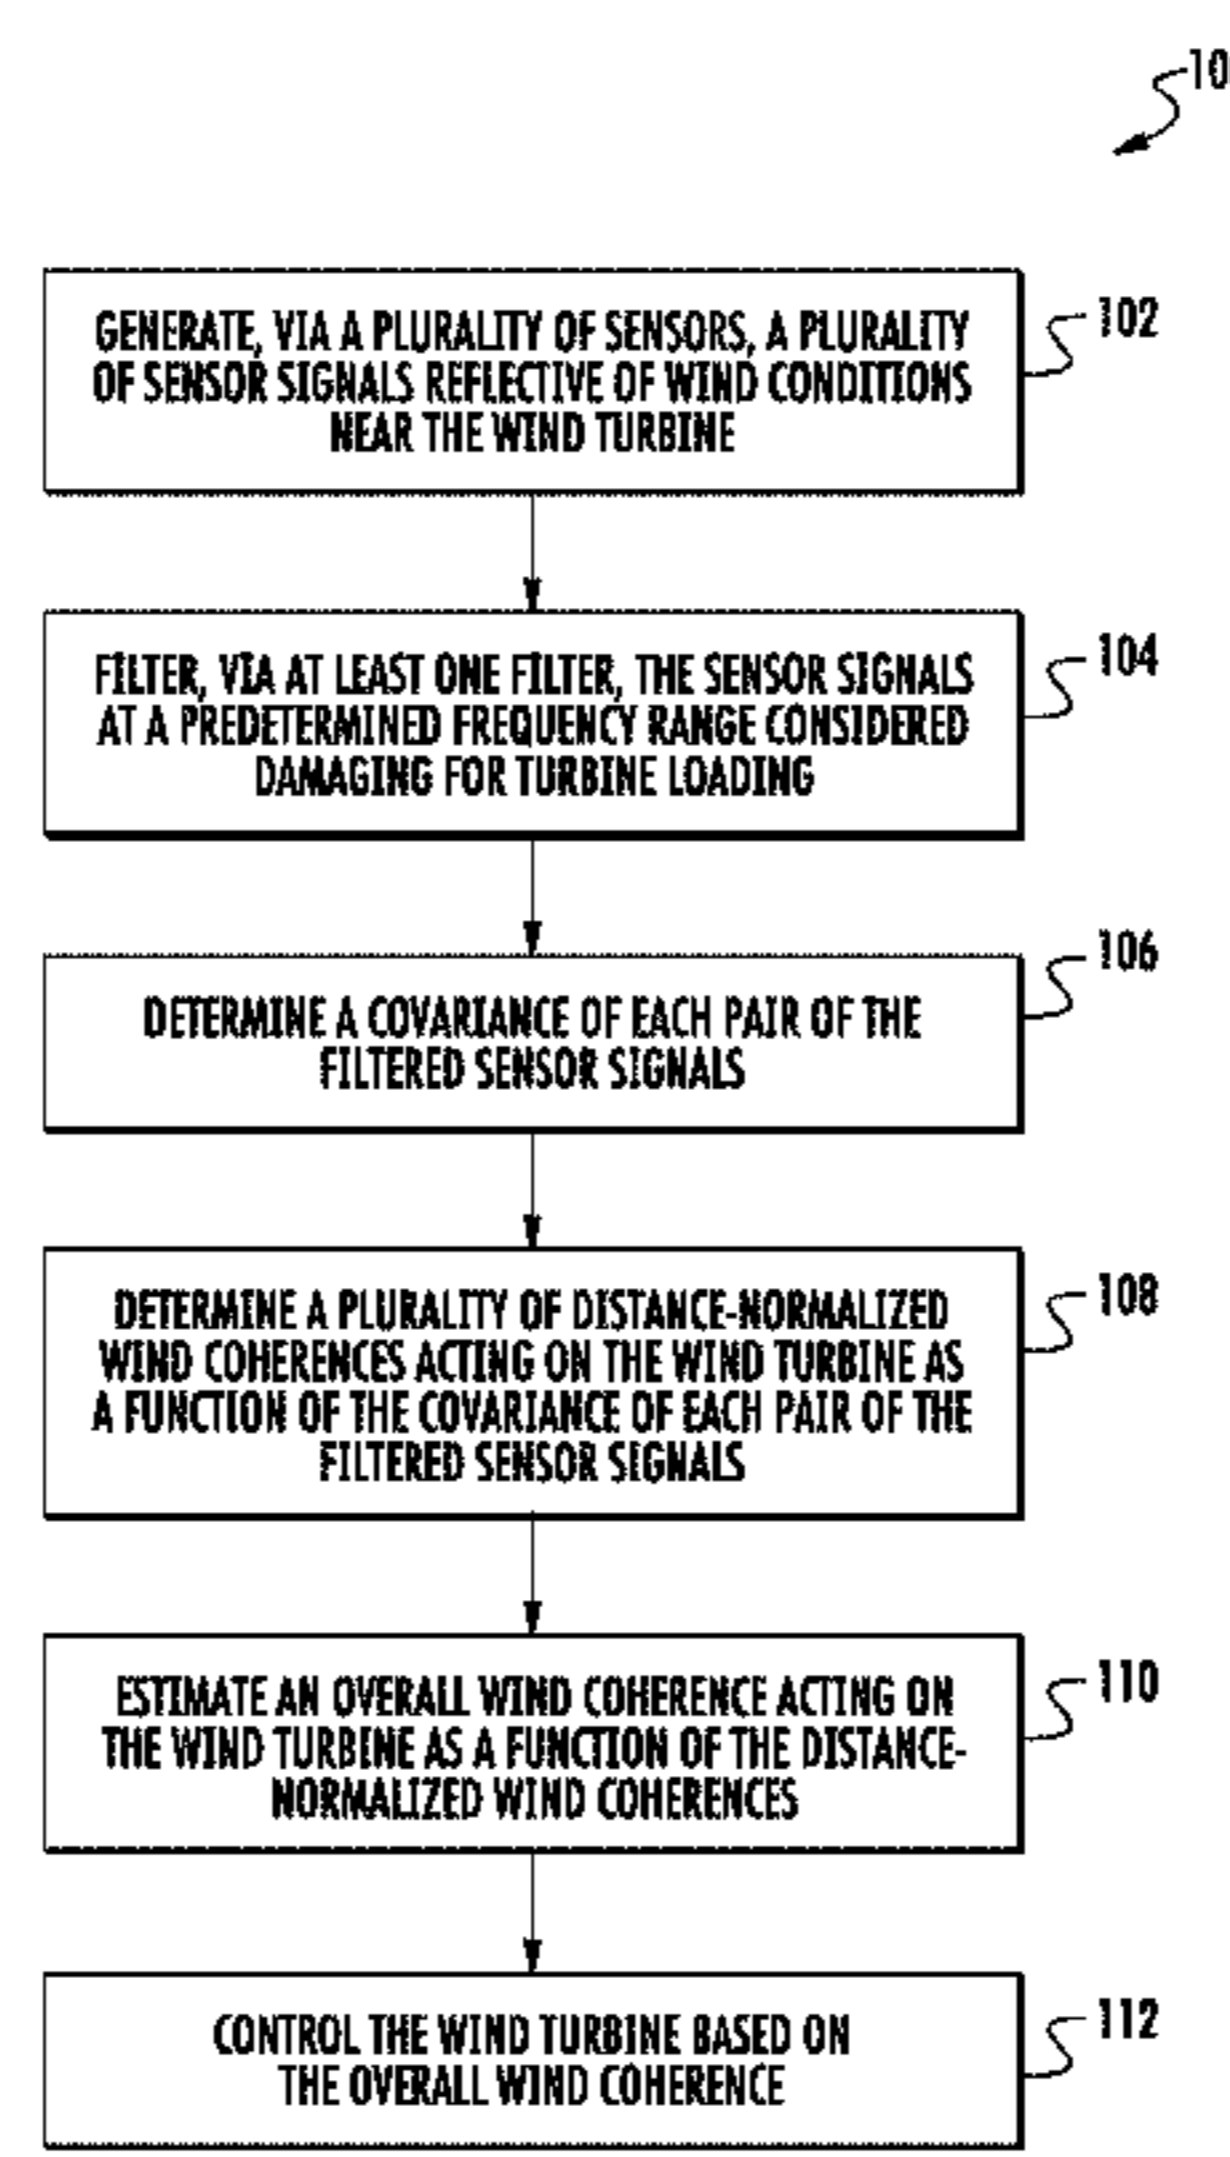 10
GENERATE, VIA A PLURALITY OF SENSORS, A PLURALITY
OF SENSOR SIGNALS REFLECTIVE OF WIND CONDITIONS
NEAR THE WIND TURBINE
102
FILTER, VIA AT LEAST ONE FILTER, THE SENSOR SIGNALS
AT A PREDETERMINED FREQUENCY RANGE CONSIDERED
DAMAGING FOR TURBINE LOADING
104
DETERMINE A COVARIANCE OF EACH PAIR OF THE
FILTERED SENSOR SIGNALS
106
DETERMINE A PLURALITY OF DISTANCE-NORMALIZED
WIND COHERENCES ACTING ON THE WIND TURBINE AS
A FUNCTION OF THE COVARIANCE OF EACH PAIR OF THE
FILTERED SENSOR SIGNALS
108
ESTIMATE AN OVERALL WIND COHERENCE ACTING ON
THE WIND TURBINE AS A FUNCTION OF THE DISTANCE-
NORMALIZED WIND COHERENCES
110
CONTROL THE WIND TURBINE BASED ON
THE OVERALL WIND COHERENCE
112